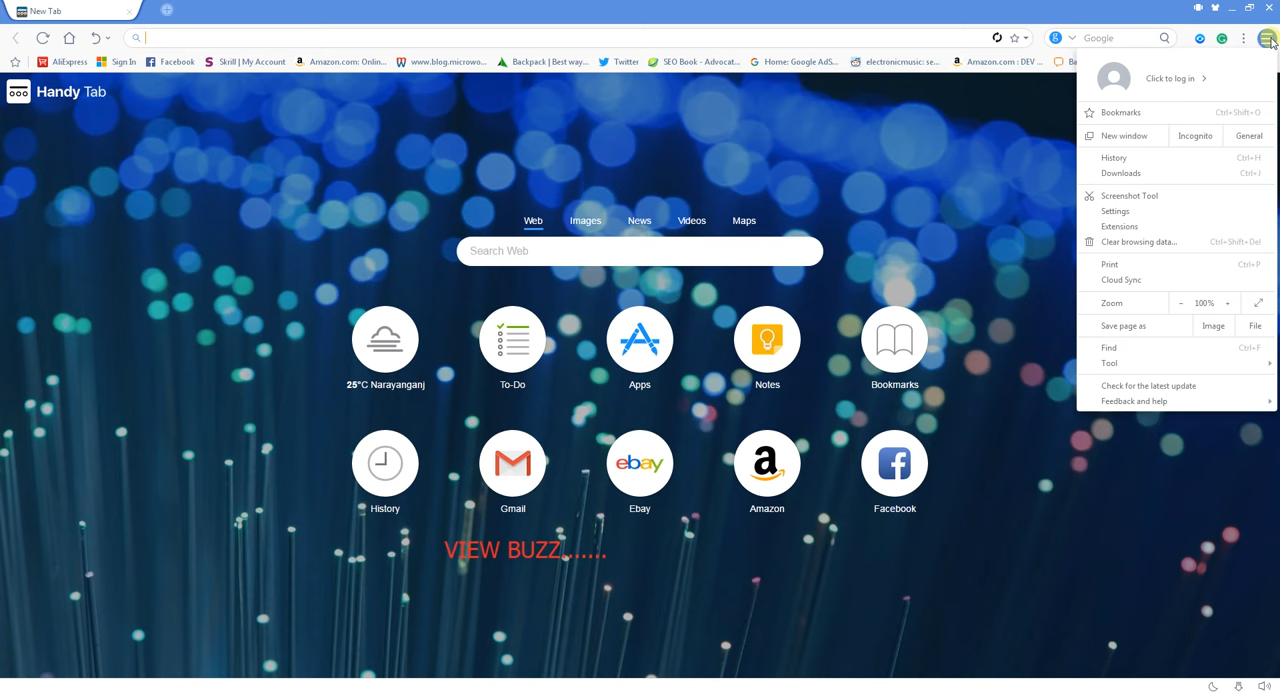 New Tab
g Google
AliExpress Sign In Facebook Skrill | My Account Amazon.com: Onlin... www.blog.microwo... Backpack | Best way... Twitter SEO Book - Advocat... Home: Google AdS... electronicmusic: se... Amazon.com : DEV ... Ba
Handy Tab
Click to log in
Bookmarks Ctrl+Shift+O
New window Incognito General
History Ctrl+H
Downloads Ctrl+J
Screenshot Tool
Settings
Extensions
Clear browsing data... Ctrl+Shift+Del
Print Ctrl+P
Cloud Sync
Zoom − 100% +
Save page as Image File
Find Ctrl+F
Tool
Check for the latest update
Feedback and help
Web Images News Videos Maps
Search Web
25°C Narayanganj To-Do Apps Notes Bookmarks
ebay a
History Gmail Ebay Amazon Facebook
VIEW BUZZ.......